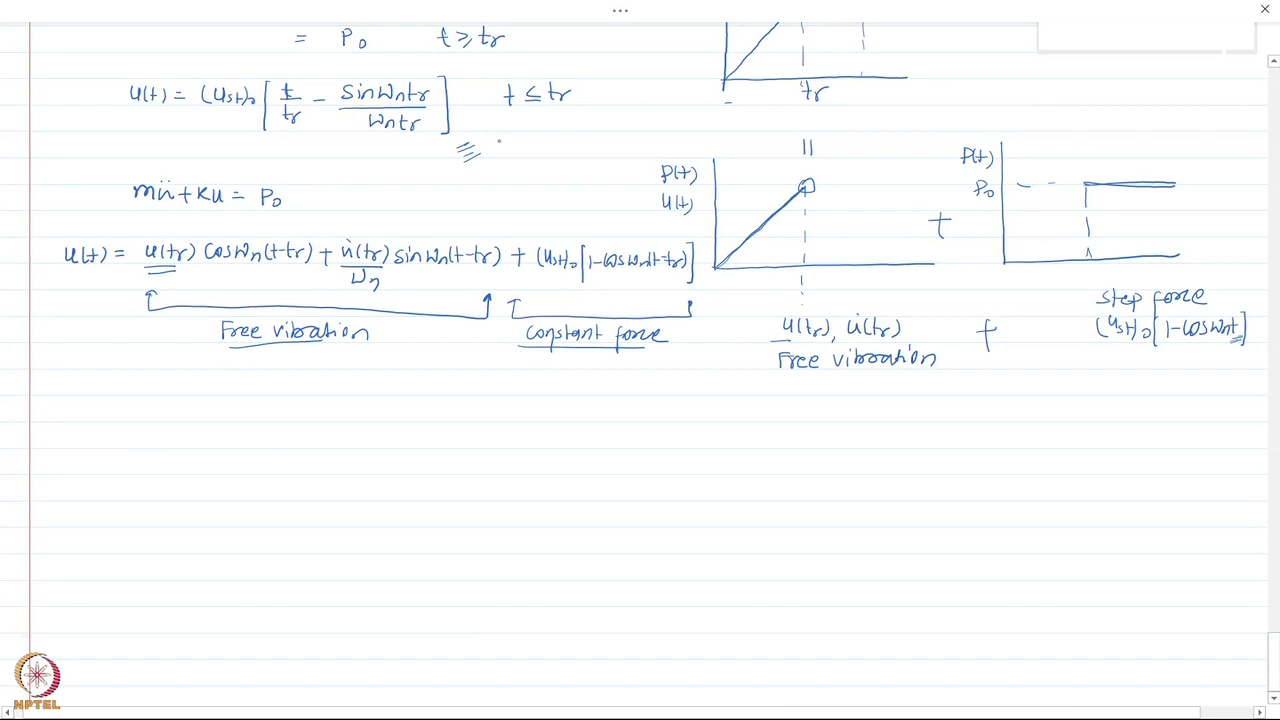 = P₀ t ≥ tr
u(t) = (ust)₀ [ t/tr − sinωntr/ωntr ] t ≤ tr
tr
mü + ku = P₀
u(t) = u(tr) cosωn(t-tr) + u̇(tr)/ωn sinωn(t-tr) + (ust)₀[1-cosωn(t-tr)]
Free vibration
constant force
P(t)
u(t)
+
P(t)
P₀
u(tr), u̇(tr)
Free vibration
+
Step force
(ust)₀[1-cosωnt]
NPTEL